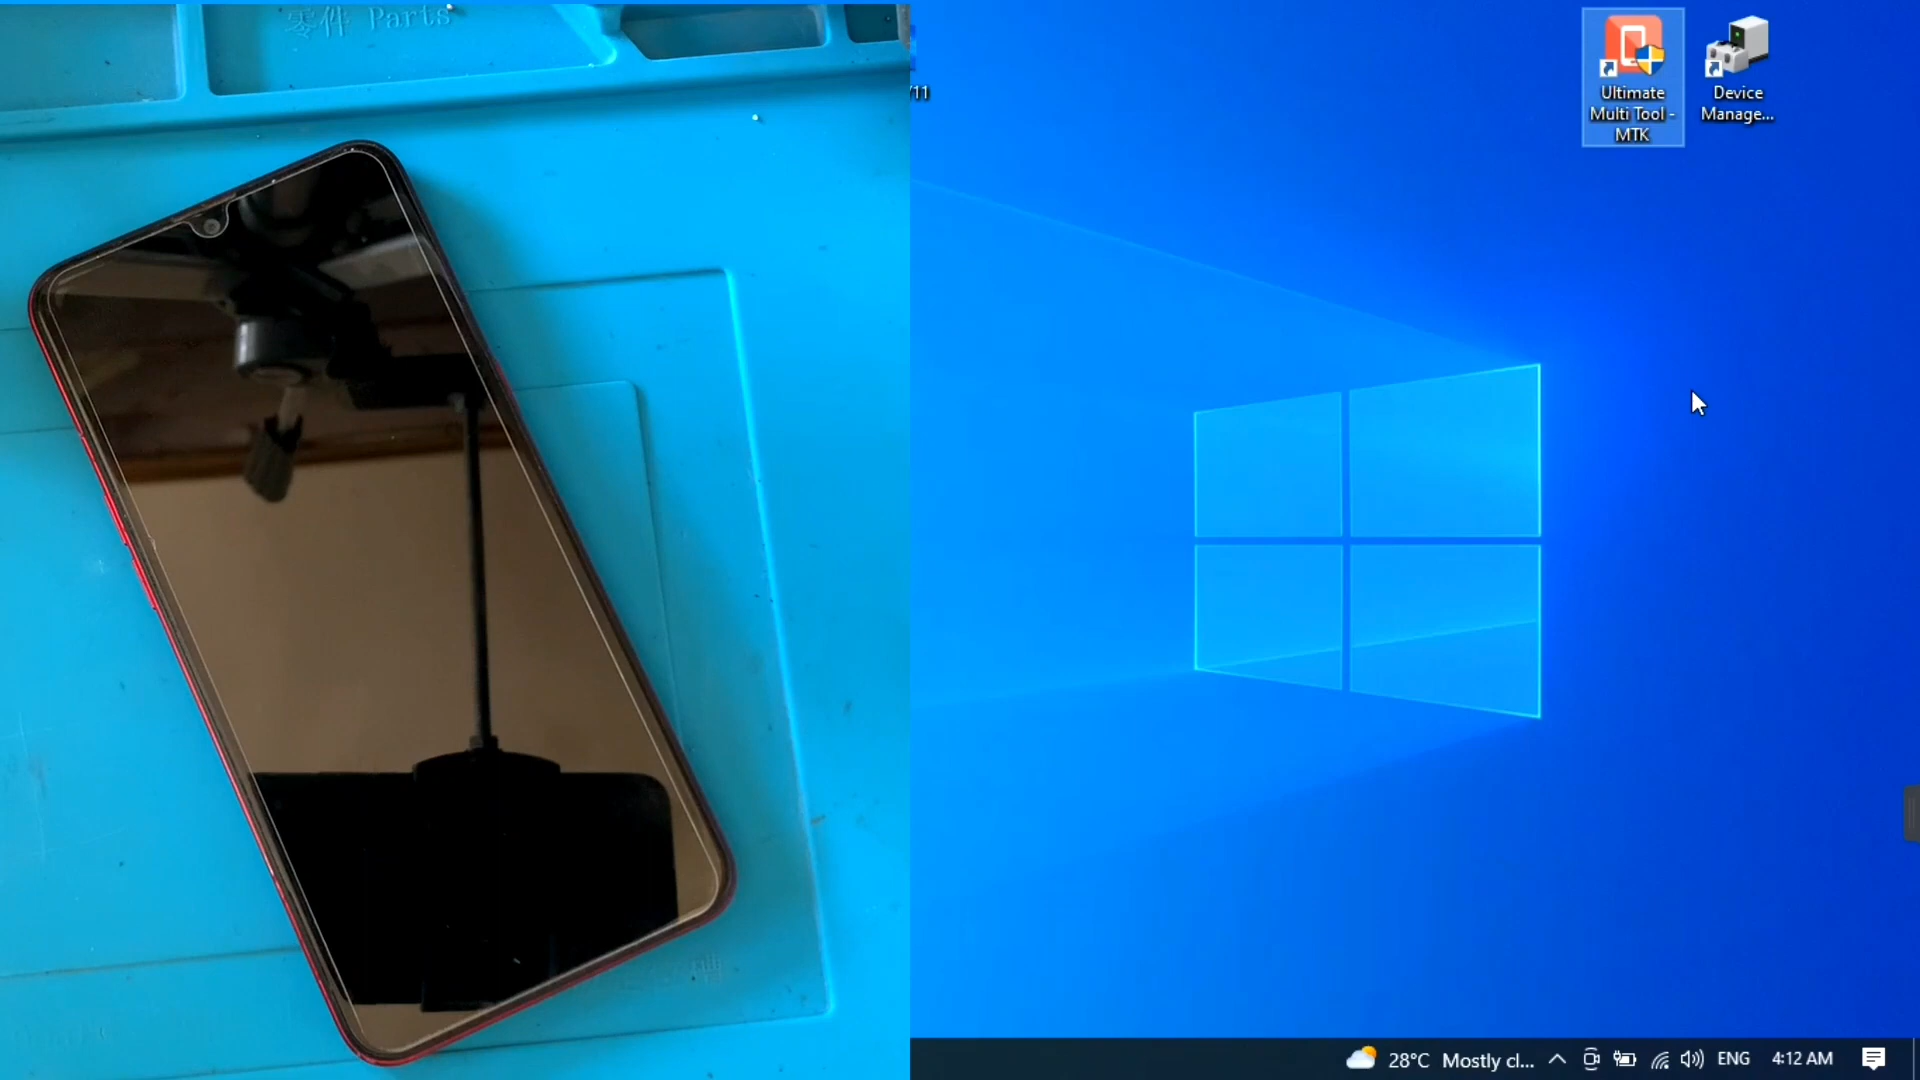 零件 Parts
/11
Ultimate
Multi Tool -
MTK
Device
Manage...
28°C Mostly cl... ENG 4:12 AM